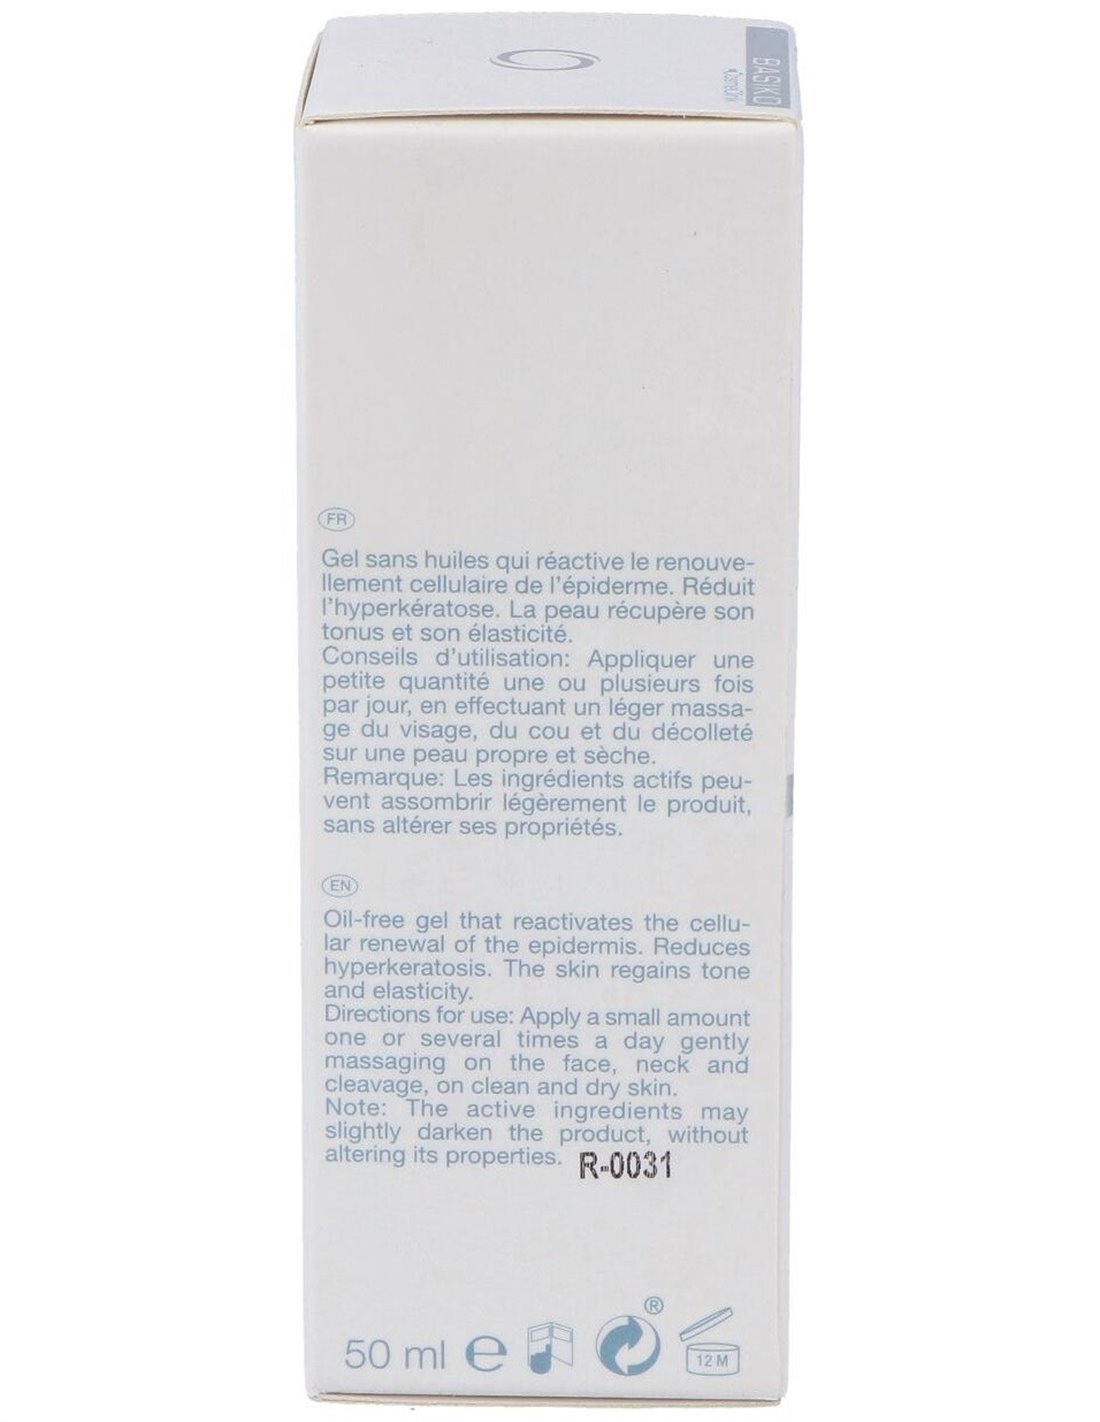 BASIKO
FR
Gel sans huiles qui réactive le renouve-
llement cellulaire de l'épiderme. Réduit
l'hyperkératose. La peau récupère son
tonus et son élasticité.
Conseils d'utilisation: Appliquer une
petite quantité une ou plusieurs fois
par jour, en effectuant un léger massa-
ge du visage, du cou et du décolleté
sur une peau propre et sèche.
Remarque: Les ingrédients actifs peu-
vent assombrir légèrement le produit,
sans altérer ses propriétés.
EN
Oil-free gel that reactivates the cellu-
lar renewal of the epidermis. Reduces
hyperkeratosis. The skin regains tone
and elasticity.
Directions for use: Apply a small amount
one or several times a day gently
massaging on the face, neck and
cleavage, on clean and dry skin.
Note: The active ingredients may
slightly darken the product, without
altering its properties. R-0031
50 ml e ® 12 M